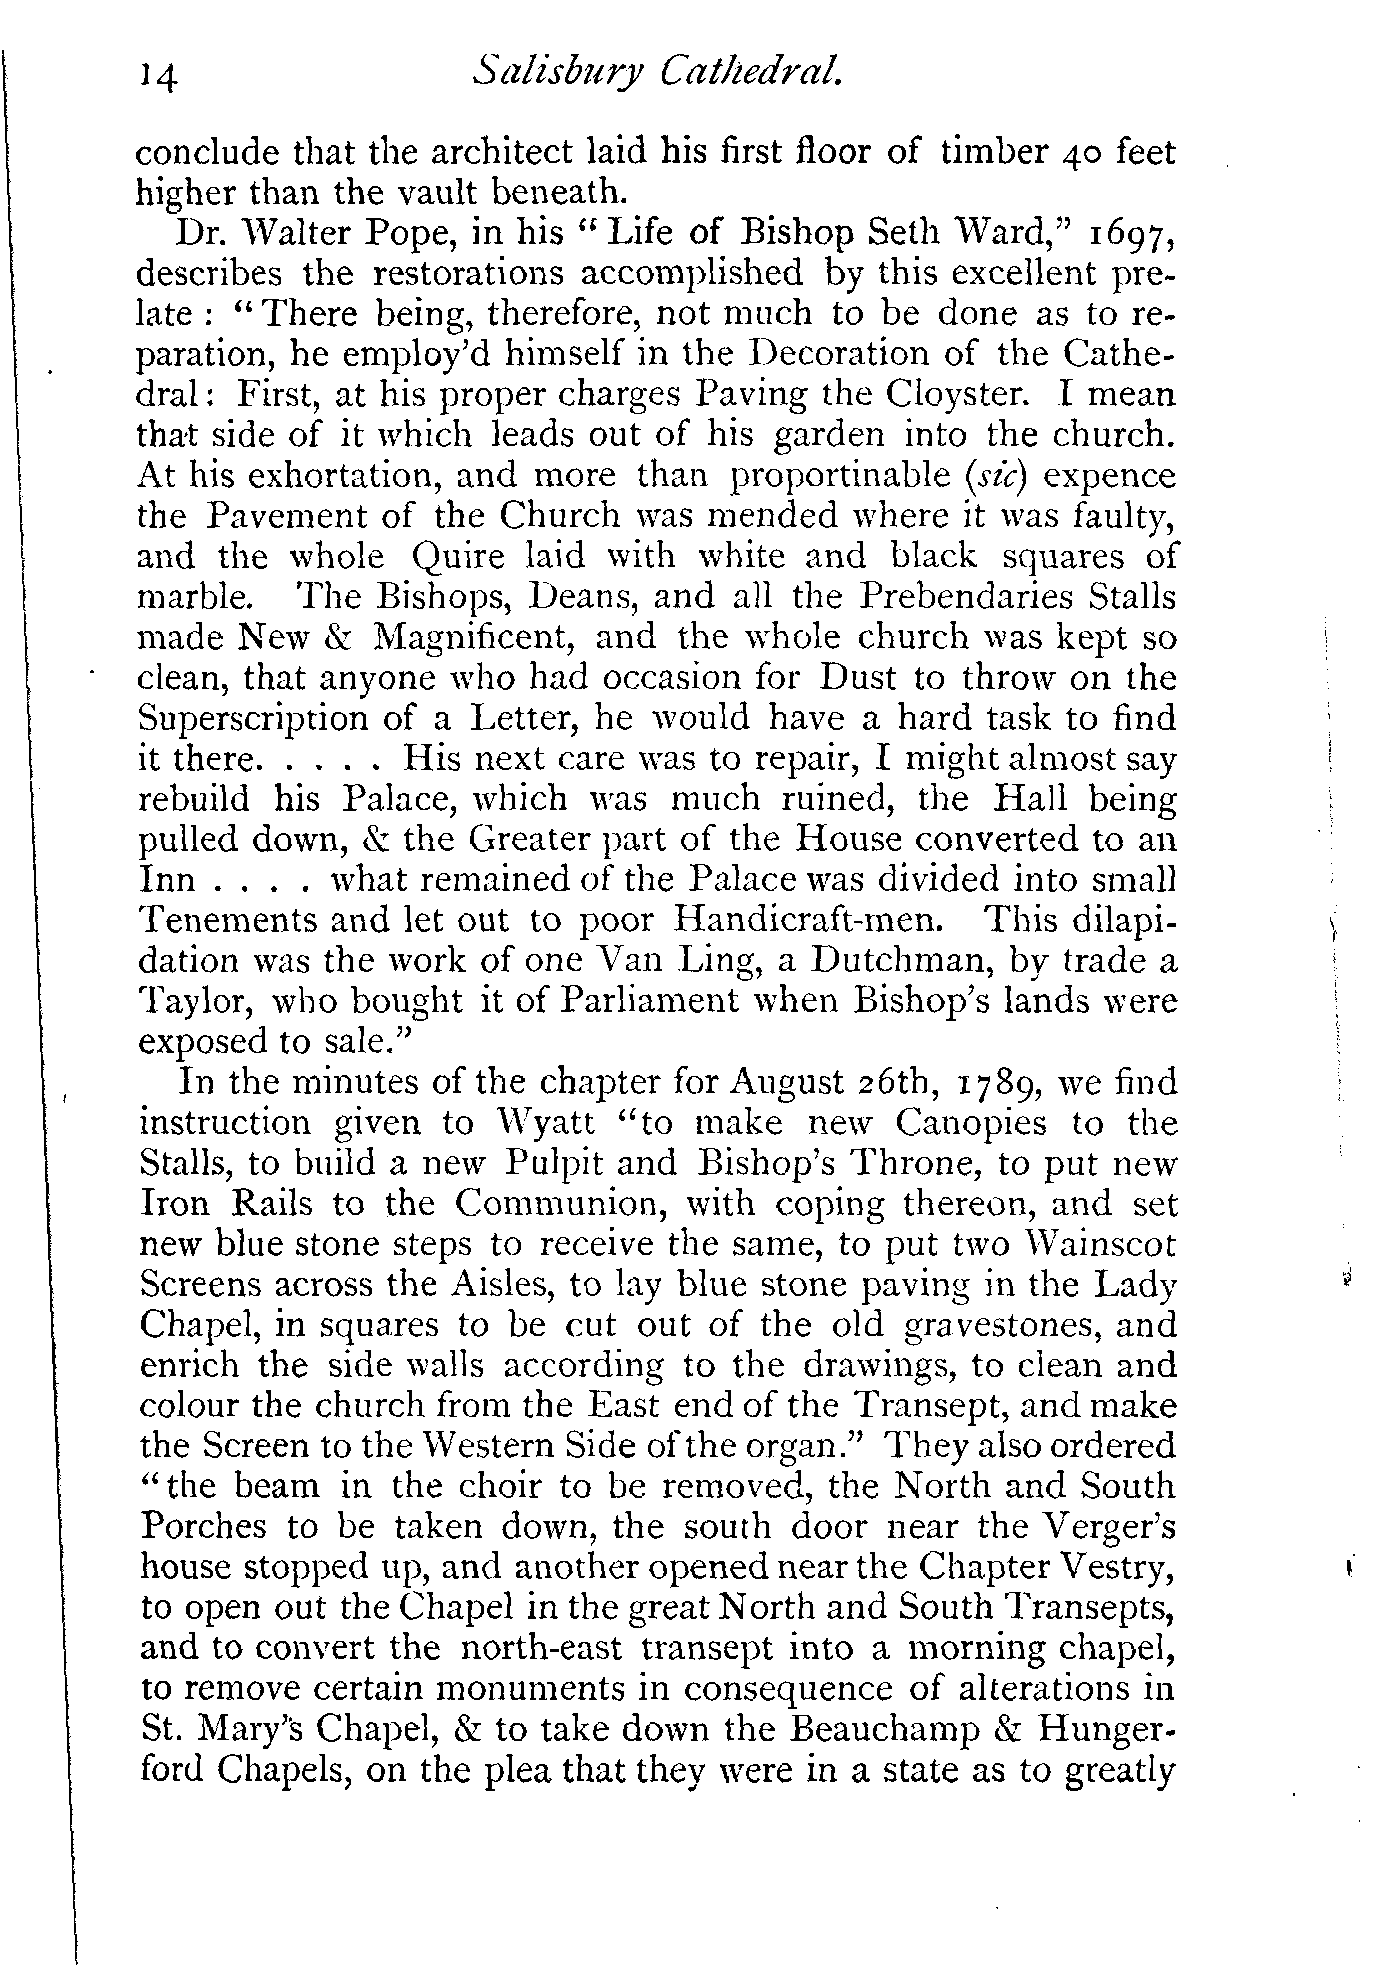 14 Salisbury Cathedral.
conclude that the architect laid his first floor of timber 40 feet
higher than the vault beneath.
Dr. Walter Pope, in his “Life of Bishop Seth Ward,” 1697,
describes the restorations accomplished by this excellent pre-
late : “There being, therefore, not much to be done as to re-
paration, he employ’d himself in the Decoration of the Cathe-
dral: First, at his proper charges Paving the Cloyster. I mean
that side of it which leads out of his garden into the church.
At his exhortation, and more than proportinable (sic) expence
the Pavement of the Church was mended where it was faulty,
and the whole Quire laid with white and black squares of
marble. The Bishops, Deans, and all the Prebendaries Stalls
made New & Magnificent, and the whole church was kept so
clean, that anyone who had occasion for Dust to throw on the
Superscription of a Letter, he would have a hard task to find
it there. . . . . His next care was to repair, I might almost say
rebuild his Palace, which was much ruined, the Hall being
pulled down, & the Greater part of the House converted to an
Inn . . . . what remained of the Palace was divided into small
Tenements and let out to poor Handicraft-men. This dilapi-
dation was the work of one Van Ling, a Dutchman, by trade a
Taylor, who bought it of Parliament when Bishop’s lands were
exposed to sale.”
In the minutes of the chapter for August 26th, 1789, we find
instruction given to Wyatt “to make new Canopies to the
Stalls, to build a new Pulpit and Bishop’s Throne, to put new
Iron Rails to the Communion, with coping thereon, and set
new blue stone steps to receive the same, to put two Wainscot
Screens across the Aisles, to lay blue stone paving in the Lady
Chapel, in squares to be cut out of the old gravestones, and
enrich the side walls according to the drawings, to clean and
colour the church from the East end of the Transept, and make
the Screen to the Western Side of the organ.” They also ordered
“the beam in the choir to be removed, the North and South
Porches to be taken down, the south door near the Verger’s
house stopped up, and another opened near the Chapter Vestry,
to open out the Chapel in the great North and South Transepts,
and to convert the north-east transept into a morning chapel,
to remove certain monuments in consequence of alterations in
St. Mary’s Chapel, & to take down the Beauchamp & Hunger-
ford Chapels, on the plea that they were in a state as to greatly